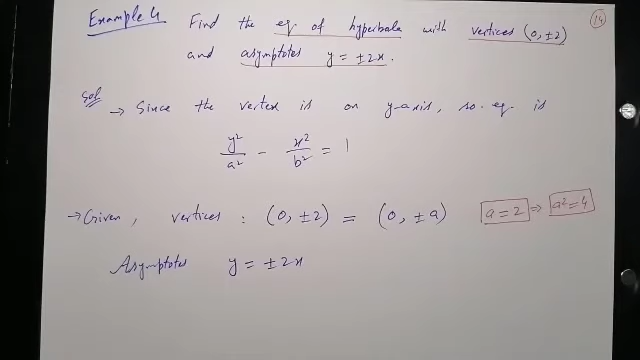 Example 4 Find the eq of hyperbola with vertices (0, ±2) (14)
and asymptotes y = ±2x.
Sol
→ Since the vertex is on y-axis, so eq is
y²/a² - x²/b² = 1
→ Given, vertices : (0, ±2) = (0, ±a) a = 2 ⇒ a² = 4
Asymptotes y = ±2x